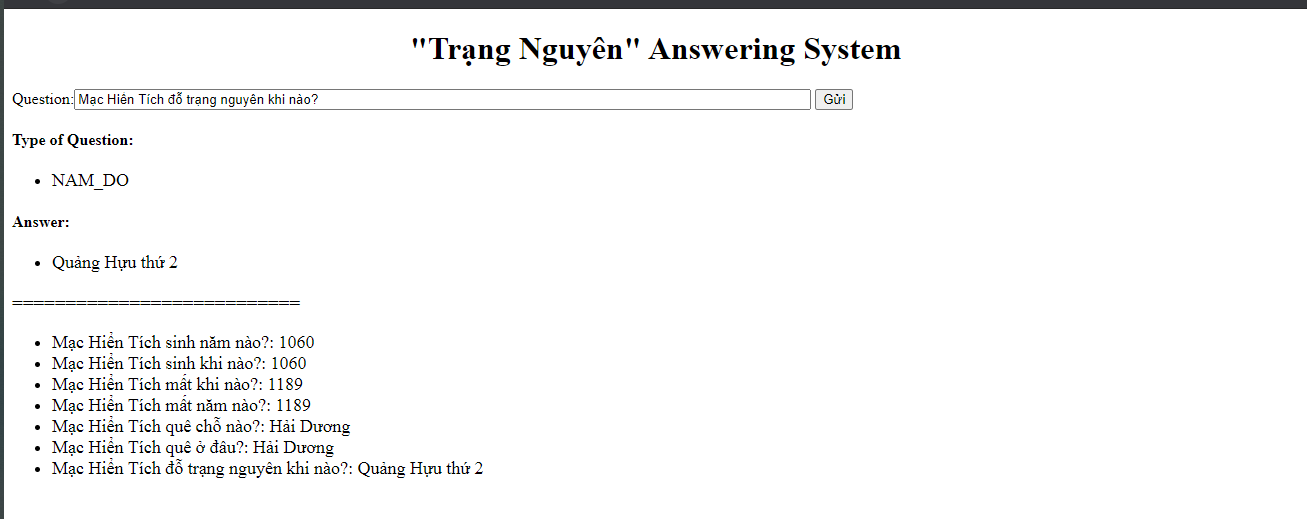 "Trạng Nguyên" Answering System
Question: Mạc Hiển Tích đỗ trạng nguyên khi nào? Gửi
Type of Question:
• NAM_DO
Answer:
• Quảng Hựu thứ 2
===========================
• Mạc Hiển Tích sinh năm nào?: 1060
• Mạc Hiển Tích sinh khi nào?: 1060
• Mạc Hiển Tích mất khi nào?: 1189
• Mạc Hiển Tích mất năm nào?: 1189
• Mạc Hiển Tích quê chỗ nào?: Hải Dương
• Mạc Hiển Tích quê ở đâu?: Hải Dương
• Mạc Hiển Tích đỗ trạng nguyên khi nào?: Quảng Hựu thứ 2